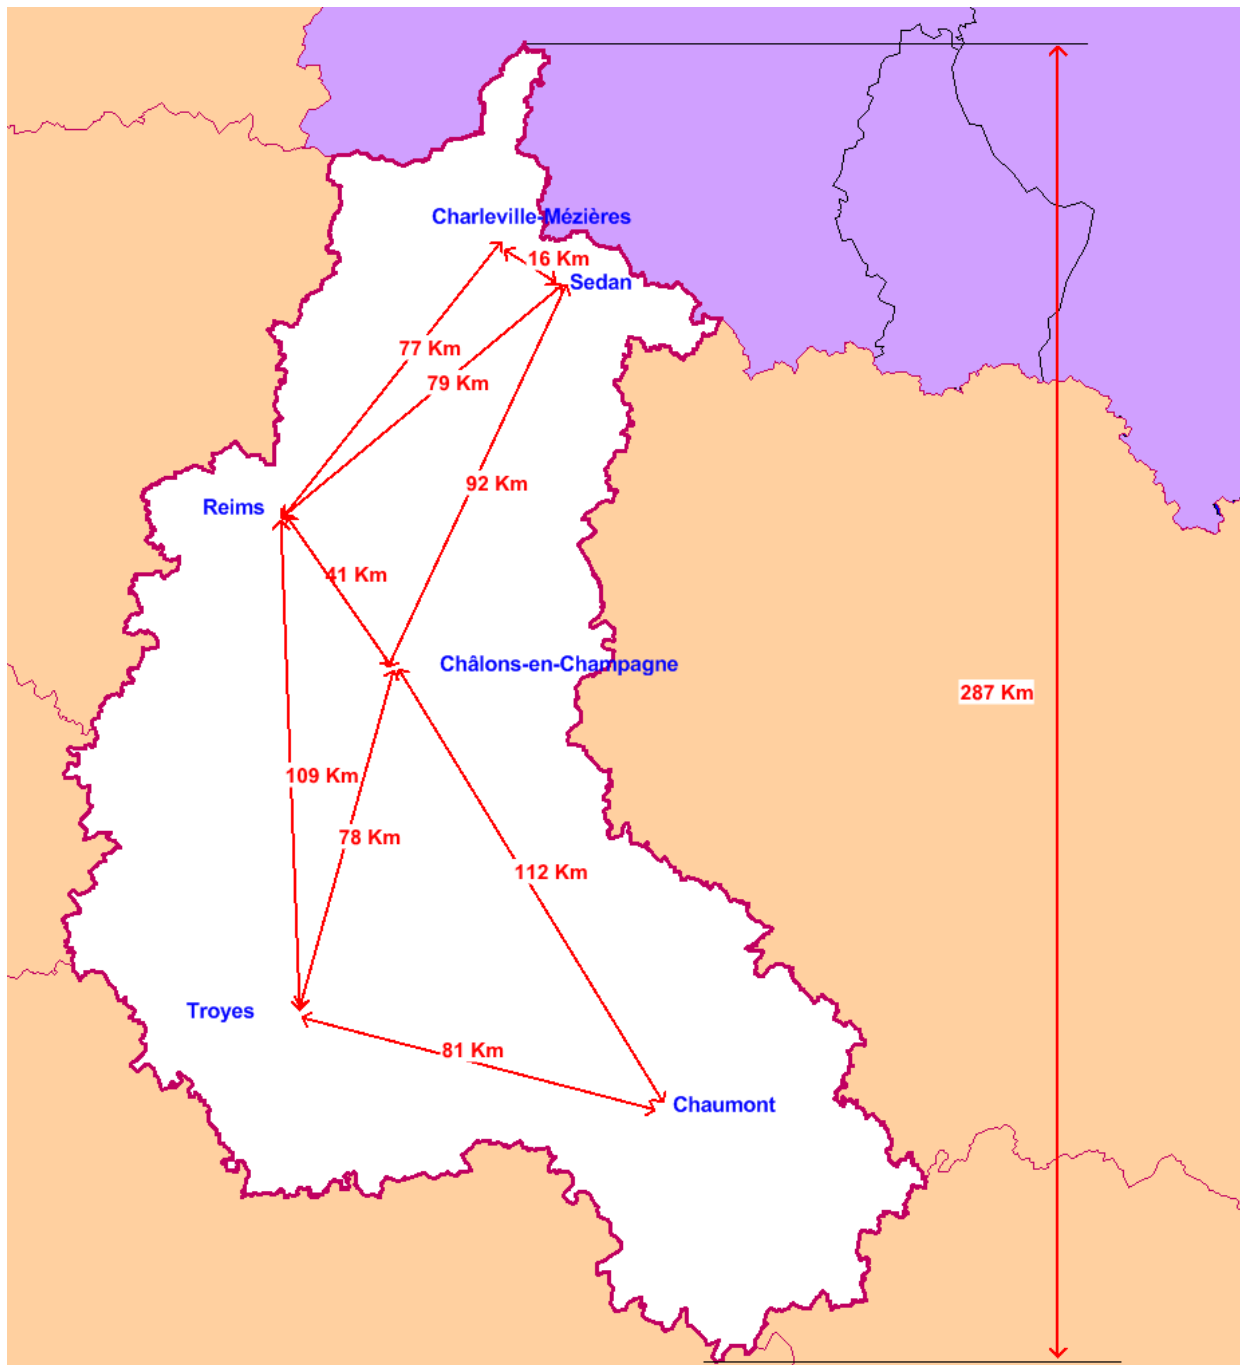 Charleville-Mézières
16 Km
Sedan
77 Km
79 Km
92 Km
Reims
41 Km
Châlons-en-Champagne
287 Km
109 Km
78 Km
112 Km
Troyes
81 Km
Chaumont